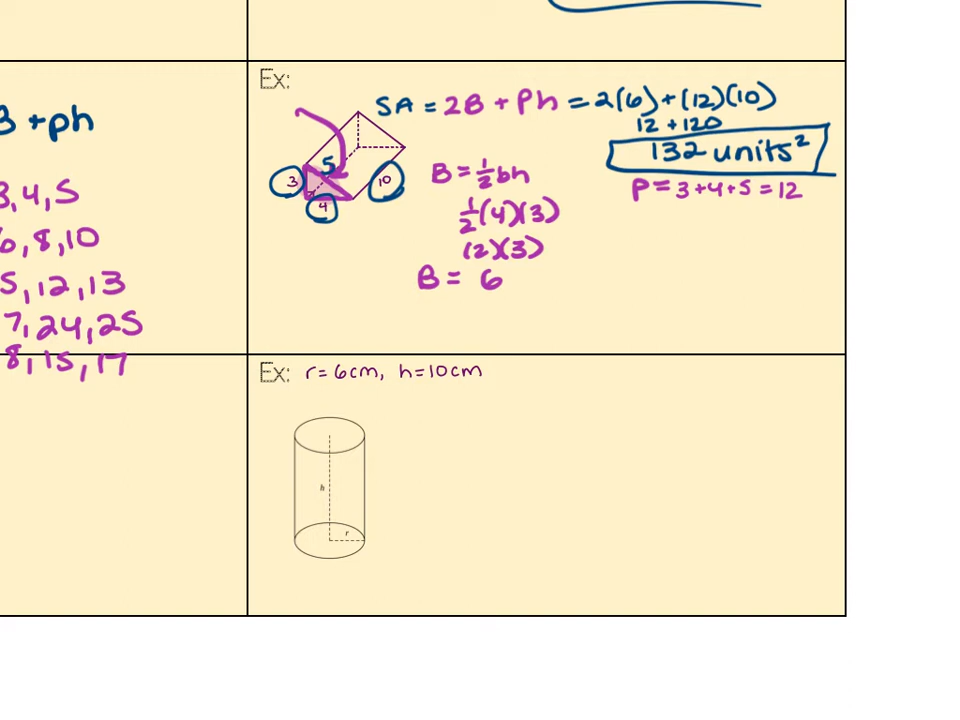 Ex:
SA = 2B + Ph = 2(6) + (12)(10)
12 + 120
132 units²
P = 3+4+5 = 12
3
5
10
4
B = ½bh
½(4)(3)
(2)(3)
B = 6
B + ph
3, 4, 5
6, 8, 10
5, 12, 13
7, 24, 25
8, 15, 17
Ex: r = 6cm, h = 10cm
h
r